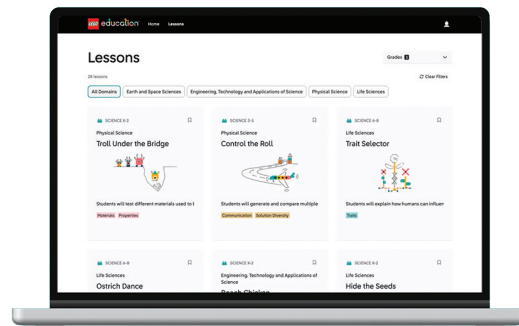 LEGO education Home Lessons
Lessons
Grades
28 lessons
Clear Filters
All Domains Earth and Space Sciences Engineering, Technology and Applications of Science Physical Science Life Sciences
SCIENCE K-2
Physical Science
Troll Under the Bridge
Students will test different materials used to
Materials Properties
SCIENCE 3-5
Physical Science
Control the Roll
Students will generate and compare multiple
Communication Solution Diversity
SCIENCE 6-8
Life Sciences
Trait Selector
Students will explain how humans can influen
Traits
SCIENCE 6-8
Life Sciences
Ostrich Dance
SCIENCE K-2
Engineering, Technology and Applications of
Science
SCIENCE K-2
Life Sciences
Hide the Seeds